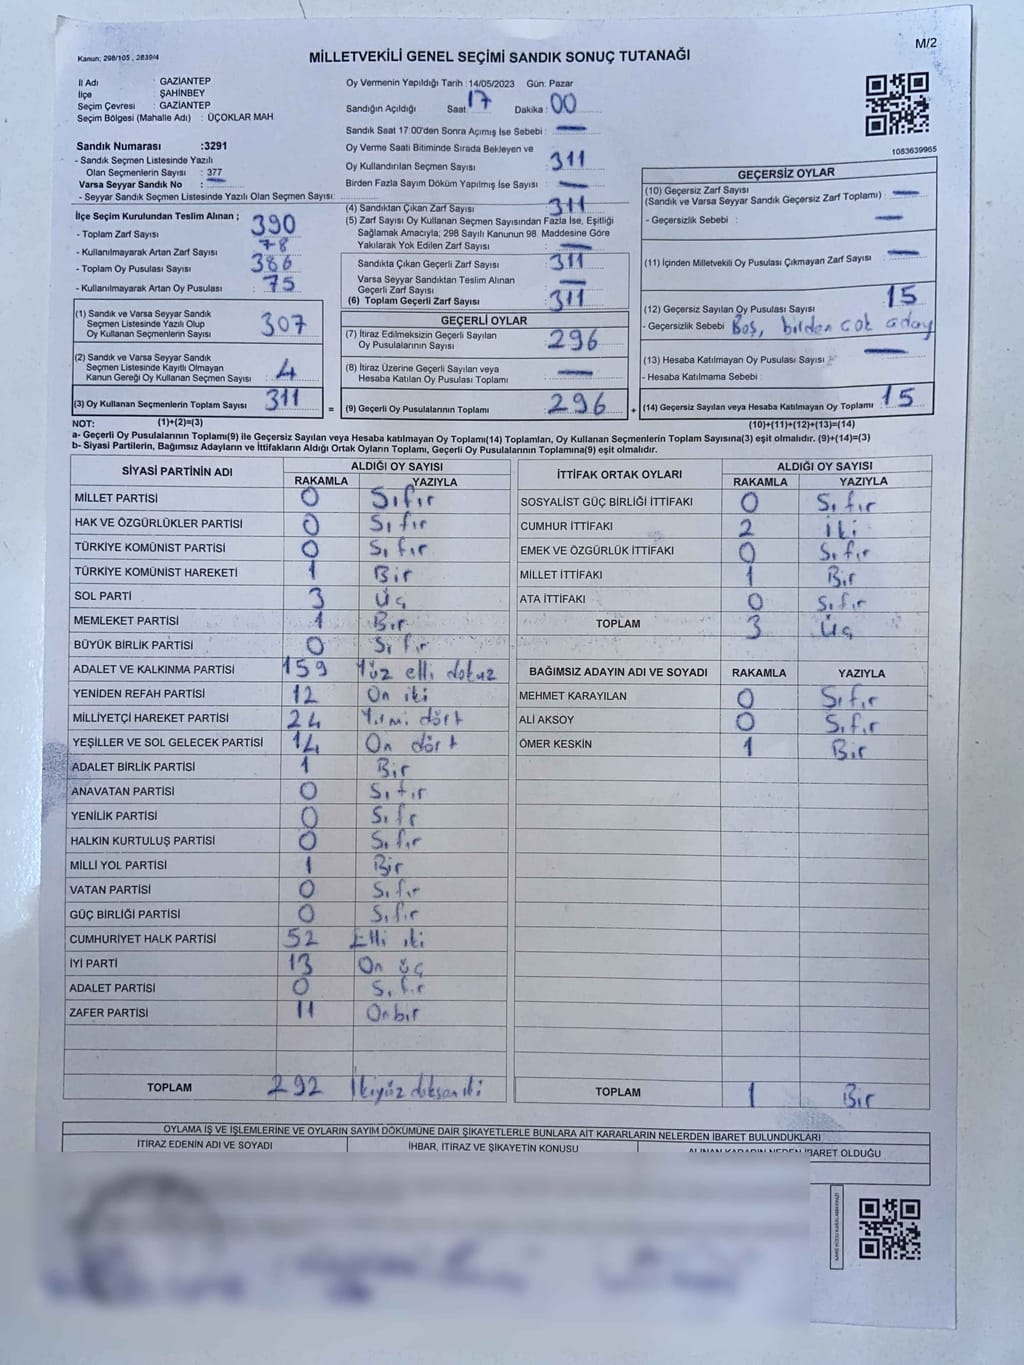 M/2
Kanun; 298/105 , 2839/4
MİLLETVEKİLİ GENEL SEÇİMİ SANDIK SONUÇ TUTANAĞI
İl Adı : GAZİANTEP
İlçe : ŞAHİNBEY
Seçim Çevresi : GAZİANTEP
Seçim Bölgesi (Mahalle Adı) : ÜÇOKLAR MAH.
Sandık Numarası :3291
- Sandık Seçmen Listesinde Yazılı
Olan Seçmenlerin Sayısı : 377
Varsa Seyyar Sandık No : —
- Seyyar Sandık Seçmen Listesinde Yazılı Olan Seçmen Sayısı:
İlçe Seçim Kurulundan Teslim Alınan ;
- Toplam Zarf Sayısı 390
- Kullanılmayarak Artan Zarf Sayısı 78
- Toplam Oy Pusulası Sayısı 386
- Kullanılmayarak Artan Oy Pusulası 75
(1) Sandık ve Varsa Seyyar Sandık
Seçmen Listesinde Yazılı Olup
Oy Kullanan Seçmenlerin Sayısı 307
(2) Sandık ve Varsa Seyyar Sandık
Seçmen Listesinde Kayıtlı Olmayan
Kanun Gereği Oy Kullanan Seçmen Sayısı 4
(3) Oy Kullanan Seçmenlerin Toplam Sayısı 311
Oy Vermenin Yapıldığı Tarih :14/05/2023 Gün: Pazar
Sandığın Açıldığı Saat :17 Dakika : 00
Sandık Saat 17:00'den Sonra Açımış İse Sebebi : —
Oy Verme Saati Bitiminde Sırada Bekleyen ve
Oy Kullandırılan Seçmen Sayısı 311
Birden Fazla Sayım Döküm Yapılmış İse Sayısı : —
(4) Sandıktan Çıkan Zarf Sayısı 311
(5) Zarf Sayısı Oy Kullanan Seçmen Sayısından Fazla İse, Eşitliği
Sağlamak Amacıyla; 298 Sayılı Kanunun 98. Maddesine Göre
Yakılarak Yok Edilen Zarf Sayısı : —
Sandıkta Çıkan Geçerli Zarf Sayısı 311
Varsa Seyyar Sandıktan Teslim Alınan
Geçerli Zarf Sayısı
(6) Toplam Geçerli Zarf Sayısı 311
GEÇERLİ OYLAR
(7) İtiraz Edilmeksizin Geçerli Sayılan
Oy Pusulalarının Sayısı 296
(8) İtiraz Üzerine Geçerli Sayılan veya
Hesaba Katılan Oy Pusulası Toplamı —
= (9) Geçerli Oy Pusulalarının Toplamı 296
1083639965
GEÇERSİZ OYLAR
(10) Geçersiz Zarf Sayısı
(Sandık ve Varsa Seyyar Sandık Geçersiz Zarf Toplamı) : —
- Geçersizlik Sebebi : —
(11) İçinden Milletvekili Oy Pusulası Çıkmayan Zarf Sayısı : —
(12) Geçersiz Sayılan Oy Pusulası Sayısı 15
- Geçersizlik Sebebi Boş, birden çok aday
(13) Hesaba Katılmayan Oy Pusulası Sayısı : —
- Hesaba Katılmama Sebebi :
+ (14) Geçersiz Sayılan veya Hesaba Katılmayan Oy Toplamı 15
NOT: (1)+(2)=(3) (10)+(11)+(12)+(13)=(14)
a- Geçerli Oy Pusulalarının Toplamı(9) ile Geçersiz Sayılan veya Hesaba katılmayan Oy Toplamı(14) Toplamları, Oy Kullanan Seçmenlerin Toplam Sayısına(3) eşit olmalıdır. (9)+(14)=(3)
b- Siyasi Partilerin, Bağımsız Adayların ve İttifakların Aldığı Ortak Oyların Toplamı, Geçerli Oy Pusulalarının Toplamına(9) eşit olmalıdır.
SİYASİ PARTİNİN ADI ALDIĞI OY SAYISI
RAKAMLA YAZIYLA
MİLLET PARTİSİ 0 Sıfır
HAK VE ÖZGÜRLÜKLER PARTİSİ 0 Sıfır
TÜRKİYE KOMÜNİST PARTİSİ 0 Sıfır
TÜRKİYE KOMÜNİST HAREKETİ 1 Bir
SOL PARTİ 3 Üç
MEMLEKET PARTİSİ 1 Bir
BÜYÜK BİRLİK PARTİSİ 0 Sıfır
ADALET VE KALKINMA PARTİSİ 159 Yüz elli dokuz
YENİDEN REFAH PARTİSİ 12 On iki
MİLLİYETÇİ HAREKET PARTİSİ 24 Yirmi dört
YEŞİLLER VE SOL GELECEK PARTİSİ 14 On dört
ADALET BİRLİK PARTİSİ 1 Bir
ANAVATAN PARTİSİ 0 Sıfır
YENİLİK PARTİSİ 0 Sıfr
HALKIN KURTULUŞ PARTİSİ 0 Sıfır
MİLLİ YOL PARTİSİ 1 Bir
VATAN PARTİSİ 0 Sıfır
GÜÇ BİRLİĞİ PARTİSİ 0 Sıfır
CUMHURİYET HALK PARTİSİ 52 Elli iki
İYİ PARTİ 13 On üç
ADALET PARTİSİ 0 Sıfır
ZAFER PARTİSİ 11 Onbir
TOPLAM 292 İkiyüz doksan iki
İTTİFAK ORTAK OYLARI ALDIĞI OY SAYISI
RAKAMLA YAZIYLA
SOSYALİST GÜÇ BİRLİĞİ İTTİFAKI 0 Sıfır
CUMHUR İTTİFAKI 2 İki
EMEK VE ÖZGÜRLÜK İTTİFAKI 0 Sıfır
MİLLET İTTİFAKI 1 Bir
ATA İTTİFAKI 0 Sıfır
TOPLAM 3 Üç
BAĞIMSIZ ADAYIN ADI VE SOYADI RAKAMLA YAZIYLA
MEHMET KARAYILAN 0 Sıfır
ALİ AKSOY 0 Sıfır
ÖMER KESKİN 1 Bir
TOPLAM 1 Bir
OYLAMA İŞ VE İŞLEMLERİNE VE OYLARIN SAYIM DÖKÜMUNE DAİR ŞİKAYETLERLE BUNLARA AİT KARARLARIN NELERDEN İBARET BULUNDUKLARI
İTİRAZ EDENİN ADI VE SOYADI İHBAR, İTİRAZ VE ŞİKAYETİN KONUSU ALINAN KARARIN NEDEN İBARET OLDUĞU